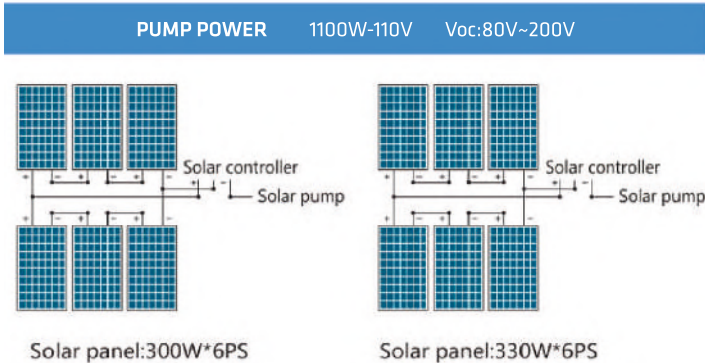 PUMP POWER 1100W-110V Voc:80V~200V
+ - + - + -
Solar controller
+ -
Solar pump
+ - + - + -
Solar panel:300W*6PS
+ - + - + -
Solar controller
+ -
Solar pump
+ - + - + -
Solar panel:330W*6PS